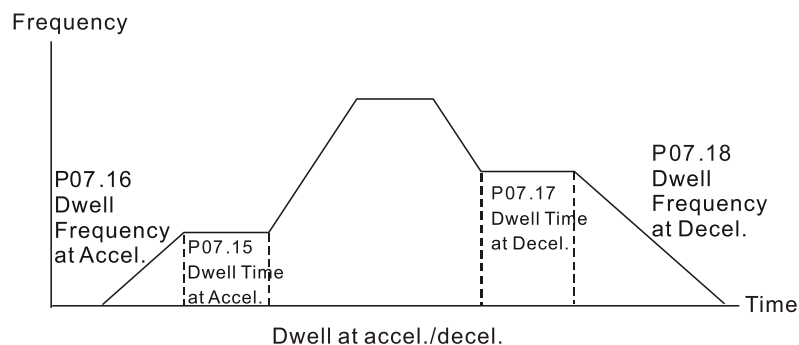 Frequency
P07.16
Dwell
Frequency
at Accel.
P07.15
Dwell Time
at Accel.
P07.17
Dwell Time
at Decel.
P07.18
Dwell
Frequency
at Decel.
Time
Dwell at accel./decel.